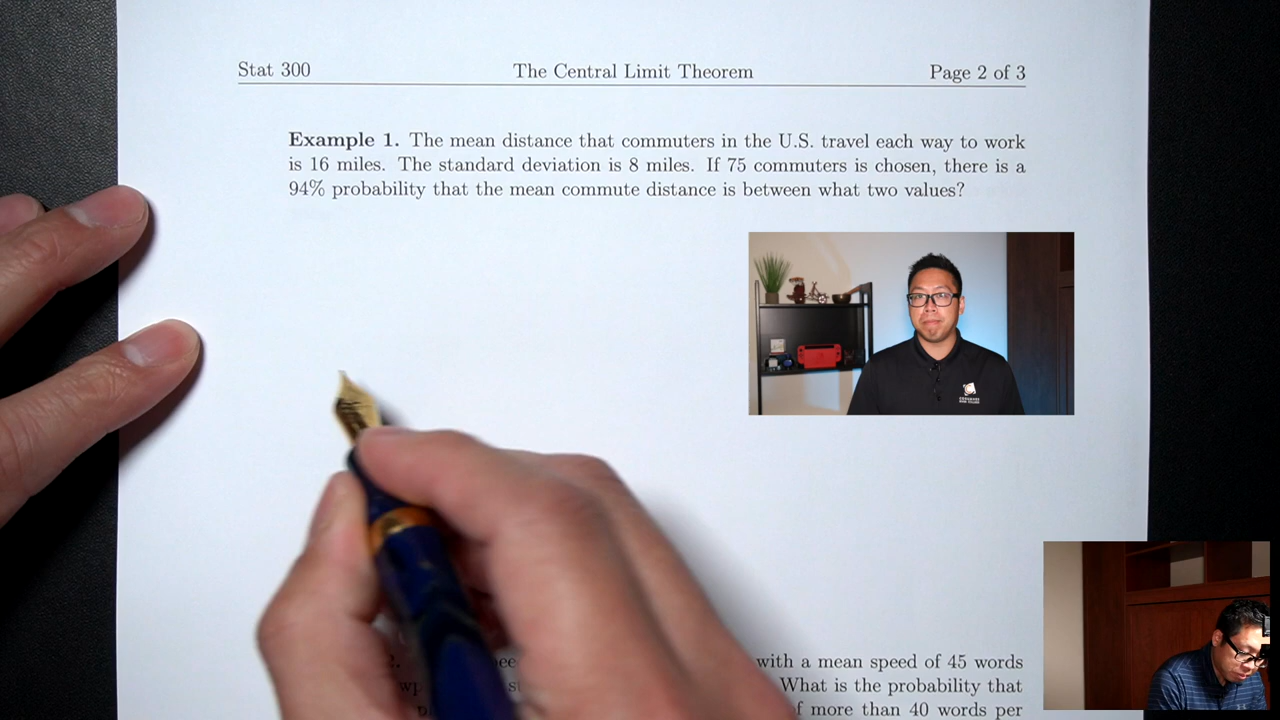 Stat 300 The Central Limit Theorem Page 2 of 3
Example 1. The mean distance that commuters in the U.S. travel each way to work
is 16 miles. The standard deviation is 8 miles. If 75 commuters is chosen, there is a
94% probability that the mean commute distance is between what two values?
with a mean speed of 45 words
What is the probability that
of more than 40 words per